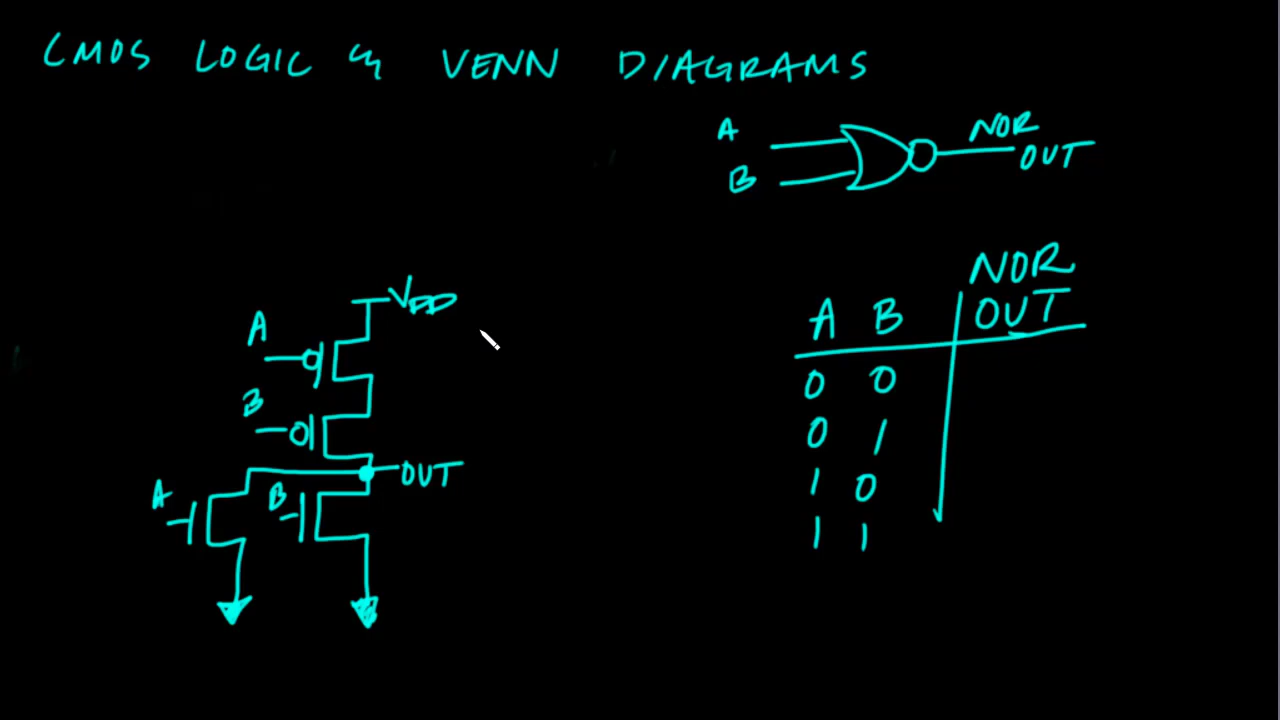 CMOS LOGIC & VENN DIAGRAMS
A
NOR
B
OUT
VDD
A
B
OUT
A
B
NOR
A B OUT
0 0
0 1
1 0
1 1